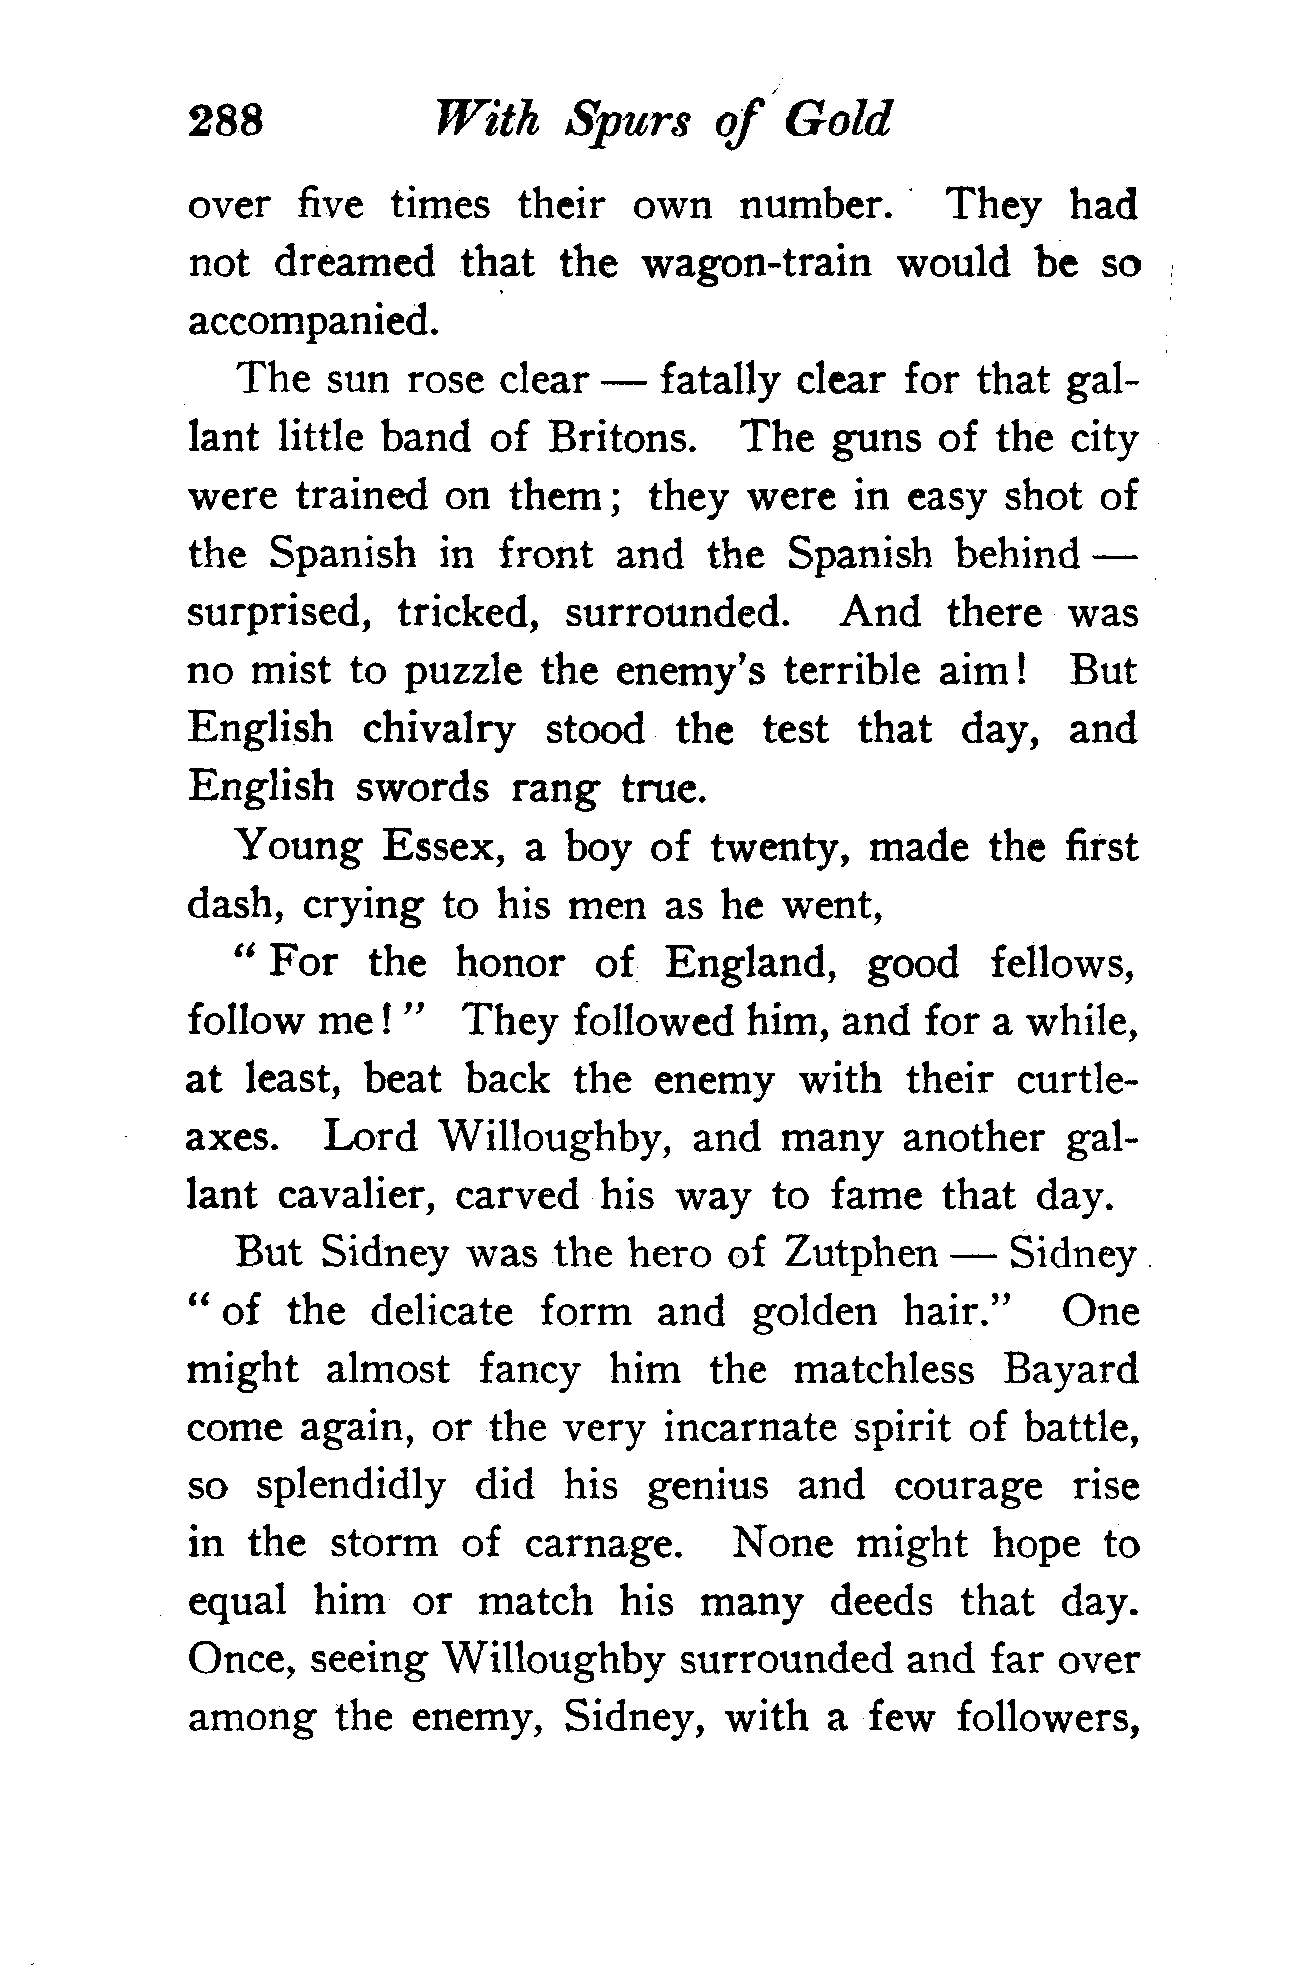 288 With Spurs of Gold
over five times their own number. They had
not dreamed that the wagon-train would be so
accompanied.
The sun rose clear — fatally clear for that gal-
lant little band of Britons. The guns of the city
were trained on them; they were in easy shot of
the Spanish in front and the Spanish behind —
surprised, tricked, surrounded. And there was
no mist to puzzle the enemy's terrible aim! But
English chivalry stood the test that day, and
English swords rang true.
Young Essex, a boy of twenty, made the first
dash, crying to his men as he went,
" For the honor of England, good fellows,
follow me! " They followed him, and for a while,
at least, beat back the enemy with their curtle-
axes. Lord Willoughby, and many another gal-
lant cavalier, carved his way to fame that day.
But Sidney was the hero of Zutphen — Sidney
" of the delicate form and golden hair." One
might almost fancy him the matchless Bayard
come again, or the very incarnate spirit of battle,
so splendidly did his genius and courage rise
in the storm of carnage. None might hope to
equal him or match his many deeds that day.
Once, seeing Willoughby surrounded and far over
among the enemy, Sidney, with a few followers,